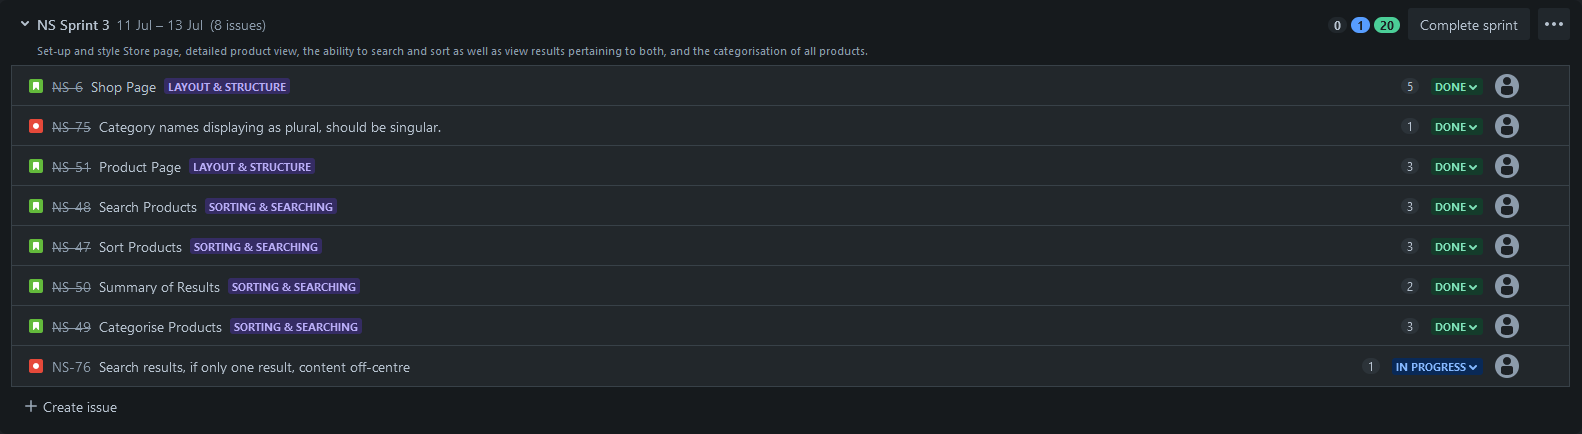 NS Sprint 3 11 Jul – 13 Jul (8 issues) 0 1 20 Complete sprint
Set-up and style Store page, detailed product view, the ability to search and sort as well as view results pertaining to both, and the categorisation of all products.
NS-6 Shop Page LAYOUT & STRUCTURE 5 DONE
NS-75 Category names displaying as plural, should be singular. 1 DONE
NS-51 Product Page LAYOUT & STRUCTURE 3 DONE
NS-48 Search Products SORTING & SEARCHING 3 DONE
NS-47 Sort Products SORTING & SEARCHING 3 DONE
NS-50 Summary of Results SORTING & SEARCHING 2 DONE
NS-49 Categorise Products SORTING & SEARCHING 3 DONE
NS-76 Search results, if only one result, content off-centre 1 IN PROGRESS
+ Create issue